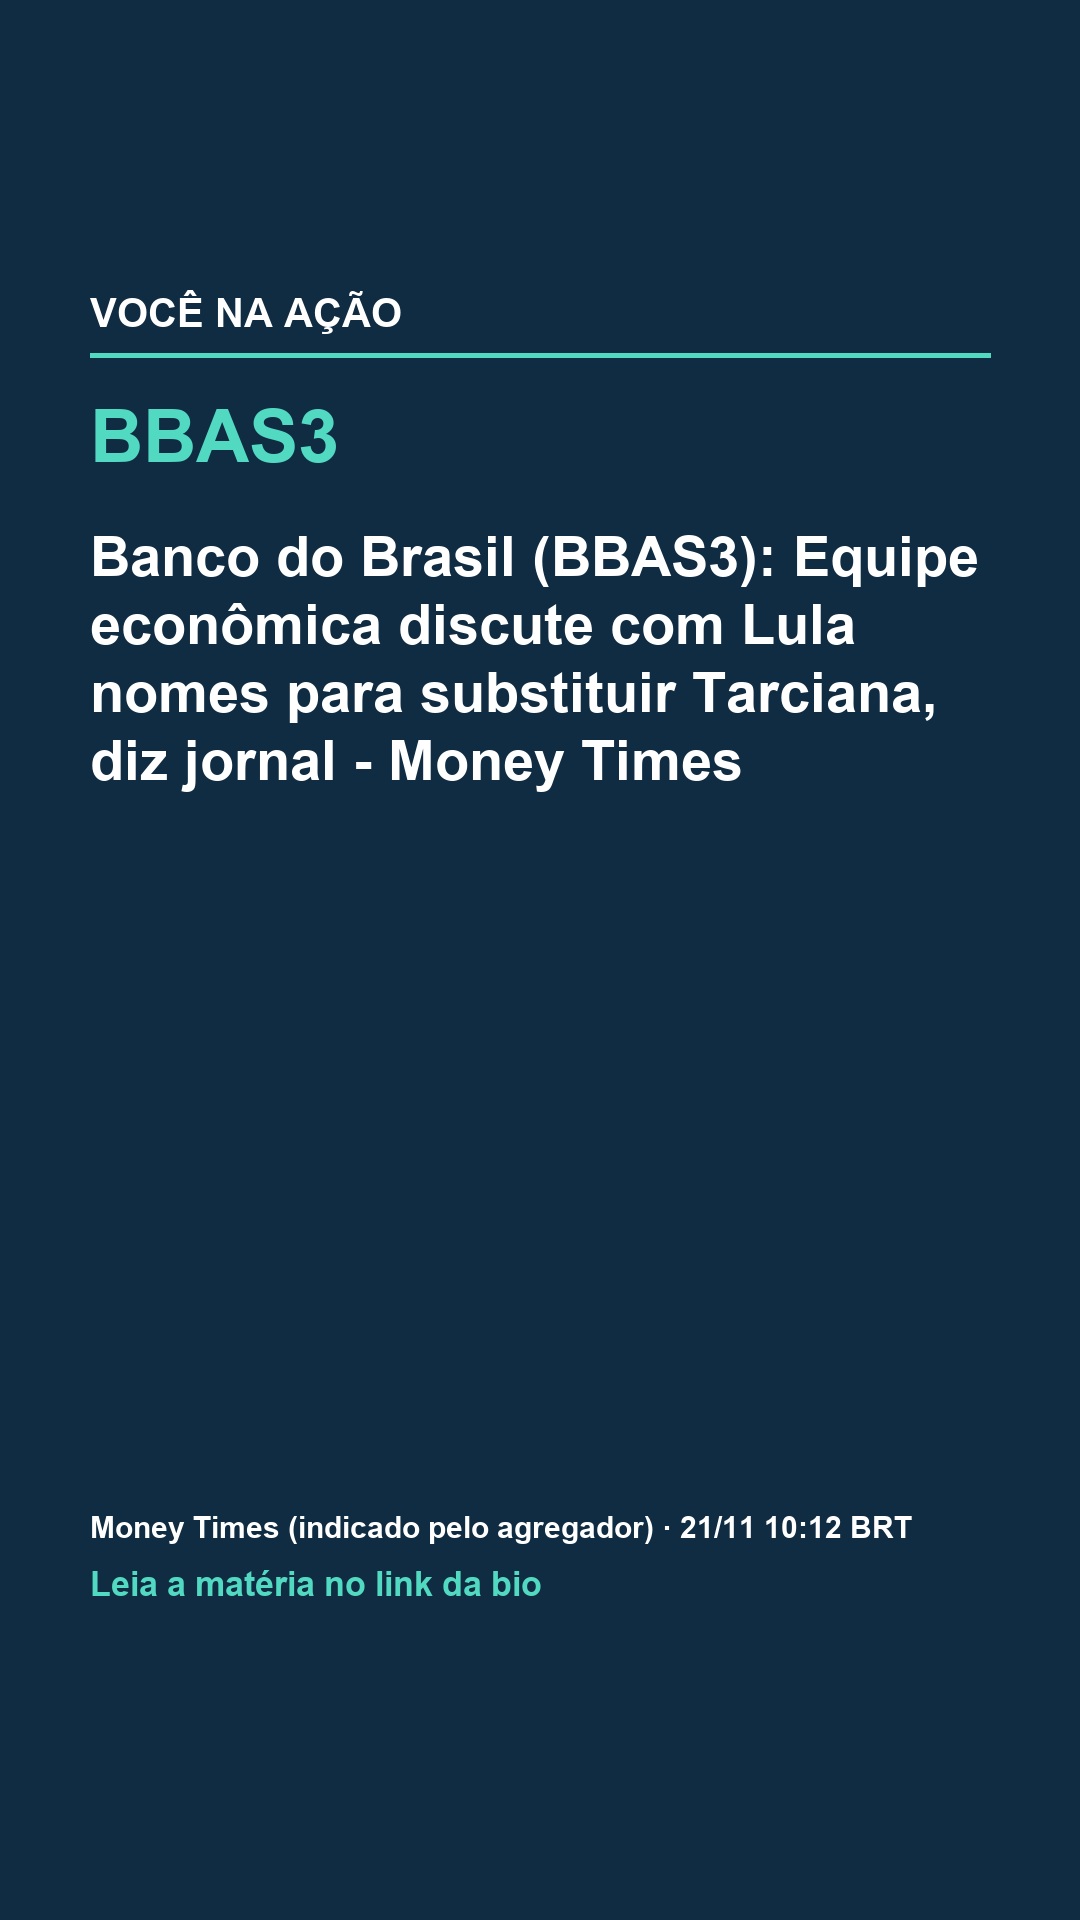 VOCÊ NA AÇÃO
BBAS3
Banco do Brasil (BBAS3): Equipe
econômica discute com Lula
nomes para substituir Tarciana,
diz jornal - Money Times
Money Times (indicado pelo agregador) · 21/11 10:12 BRT
Leia a matéria no link da bio